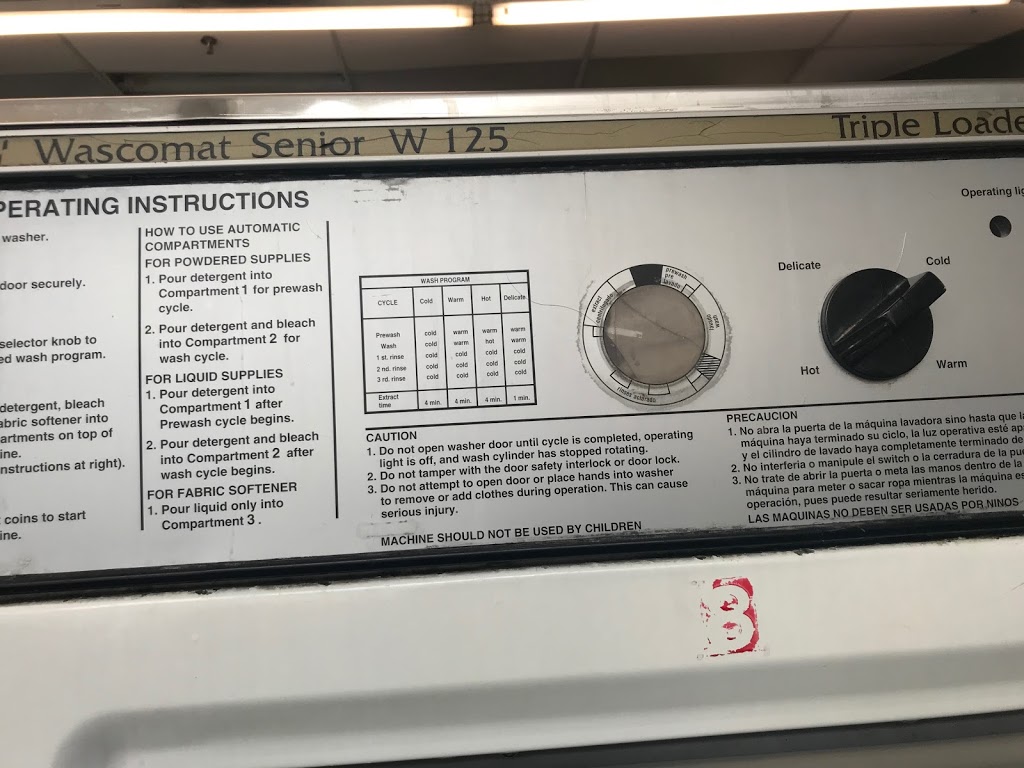 Wascomat Senior W 125
Triple Loade
PERATING INSTRUCTIONS
washer.
door securely.
selector knob to
ed wash program.
detergent, bleach
abric softener into
artments on top of
ine.
nstructions at right).
coins to start
ine.
HOW TO USE AUTOMATIC
COMPARTMENTS
FOR POWDERED SUPPLIES
1. Pour detergent into
Compartment 1 for prewash
cycle.
2. Pour detergent and bleach
into Compartment 2 for
wash cycle.
FOR LIQUID SUPPLIES
1. Pour detergent into
Compartment 1 after
Prewash cycle begins.
2. Pour detergent and bleach
into Compartment 2 after
wash cycle begins.
FOR FABRIC SOFTENER
1. Pour liquid only into
Compartment 3.
WASH PROGRAM
CYCLE Cold Warm Hot Delicate
Prewash cold warm warm warm
Wash cold warm hot warm
1 st. rinse cold cold cold cold
2 nd. rinse cold cold cold cold
3 rd. rinse cold cold cold cold
Extract
time 4 min. 4 min. 4 min. 1 min.
prewash
pre
lavado
wash
extract
Operating lig
Delicate
Cold
Hot
Warm
CAUTION
1. Do not open washer door until cycle is completed, operating
light is off, and wash cylinder has stopped rotating.
2. Do not tamper with the door safety interlock or door lock.
3. Do not attempt to open door or place hands into washer
to remove or add clothes during operation. This can cause
serious injury.
MACHINE SHOULD NOT BE USED BY CHILDREN
PRECAUCION
1. No abra la puerta de la máquina lavadora sino hasta que la
máquina haya terminado su ciclo, la luz operativa esté apa
y el cilindro de lavado haya completamente terminado de
2. No interferia o manipule el switch o la cerradura de la pue
3. No trate de abrir la puerta o meta las manos dentro de la
máquina para meter o sacar ropa mientras la máquina es
operación, pues puede resultar seriamente herido.
LAS MAQUINAS NO DEBEN SER USADAS POR NINOS
B